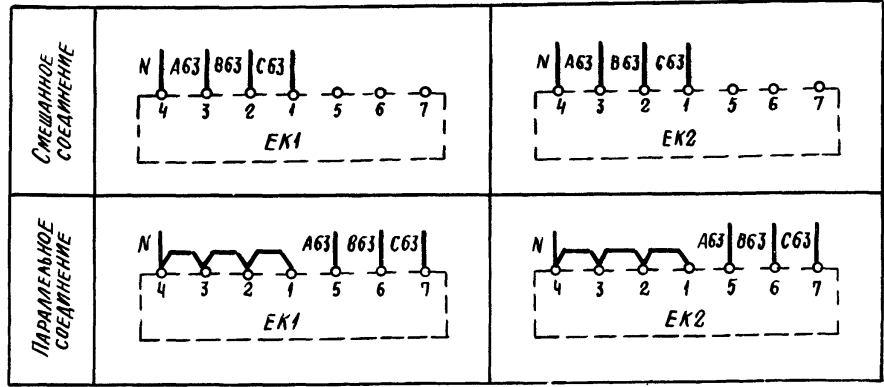 СМЕШАННОЕ
СОЕДИНЕНИЕ
N А63 В63 С63
4 3 2 1 5 6 7
ЕК1
N А63 В63 С63
4 3 2 1 5 6 7
ЕК2
ПАРАЛЛЕЛЬНОЕ
СОЕДИНЕНИЕ
N А63 В63 С63
4 3 2 1 5 6 7
ЕК1
N А63 В63 С63
4 3 2 1 5 6 7
ЕК2